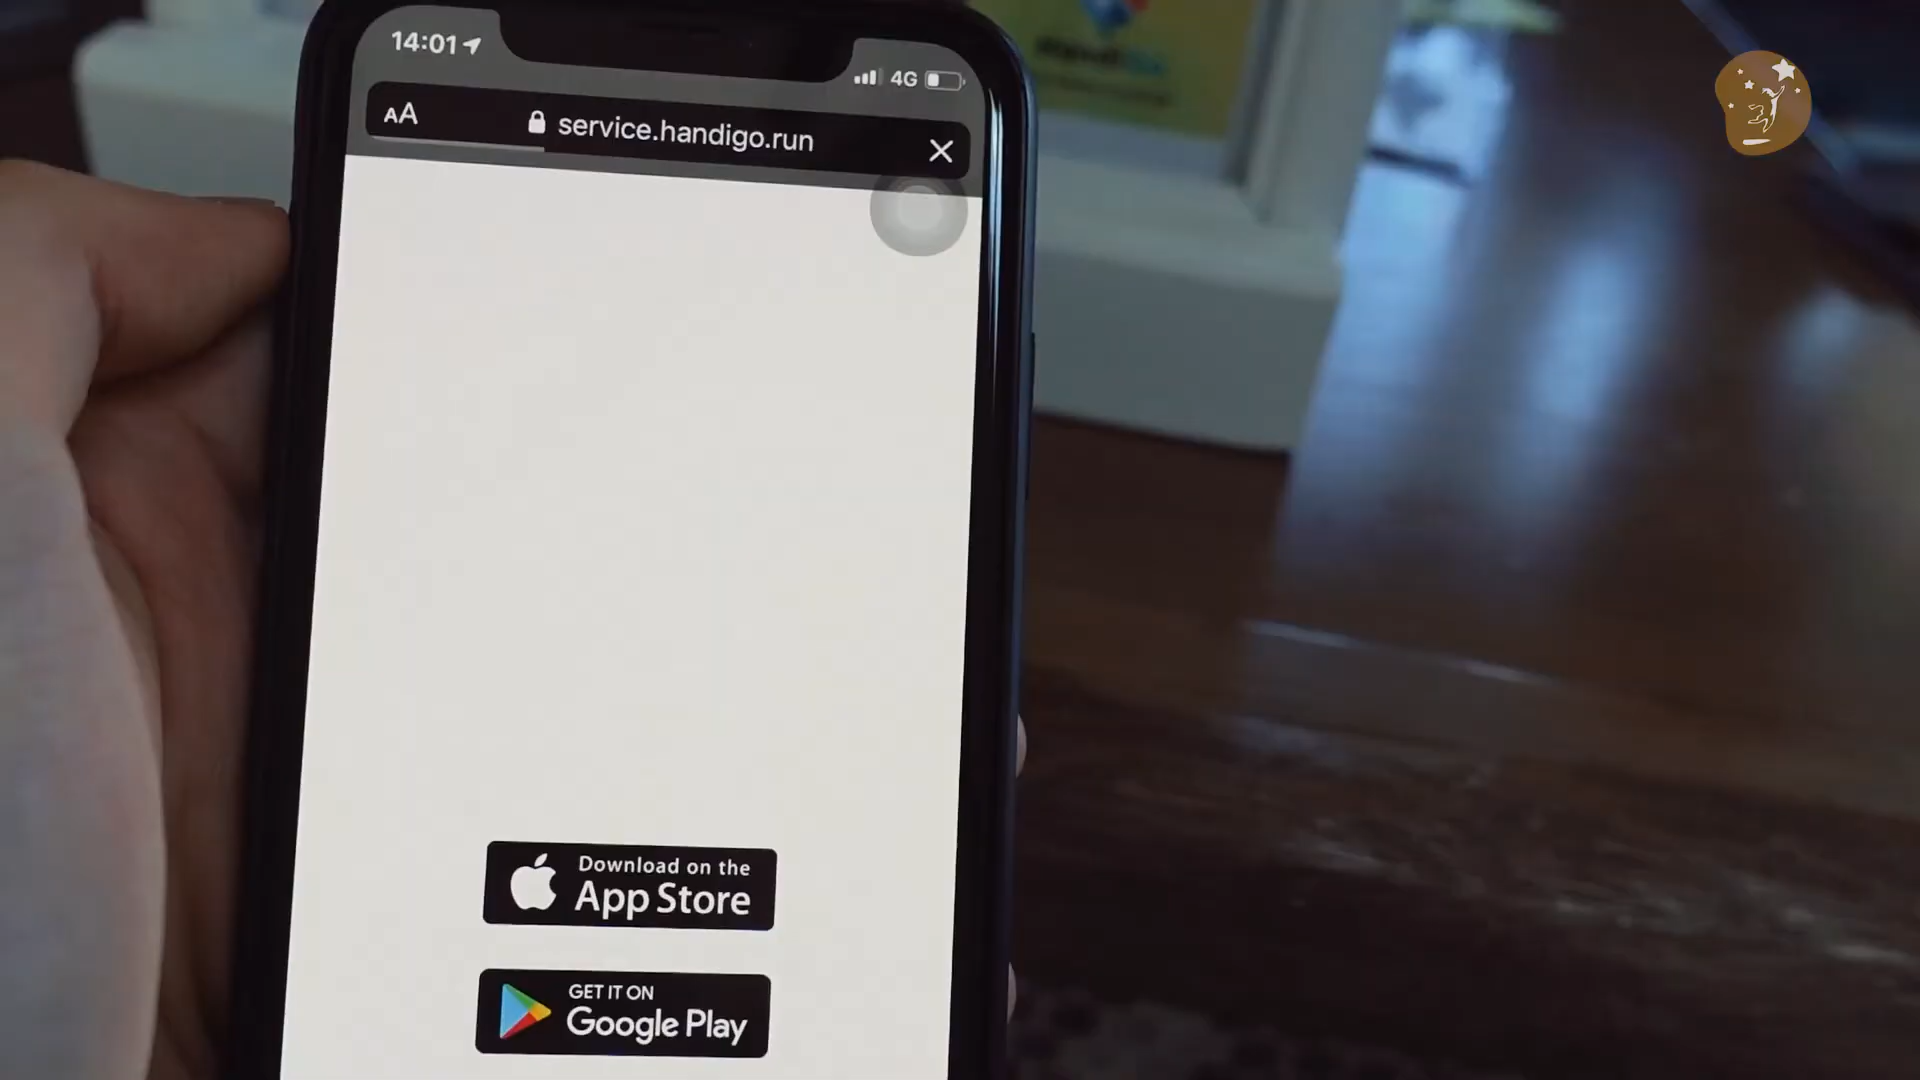 14:01
4G
AA
service.handigo.run
Download on the
App Store
GET IT ON
Google Play